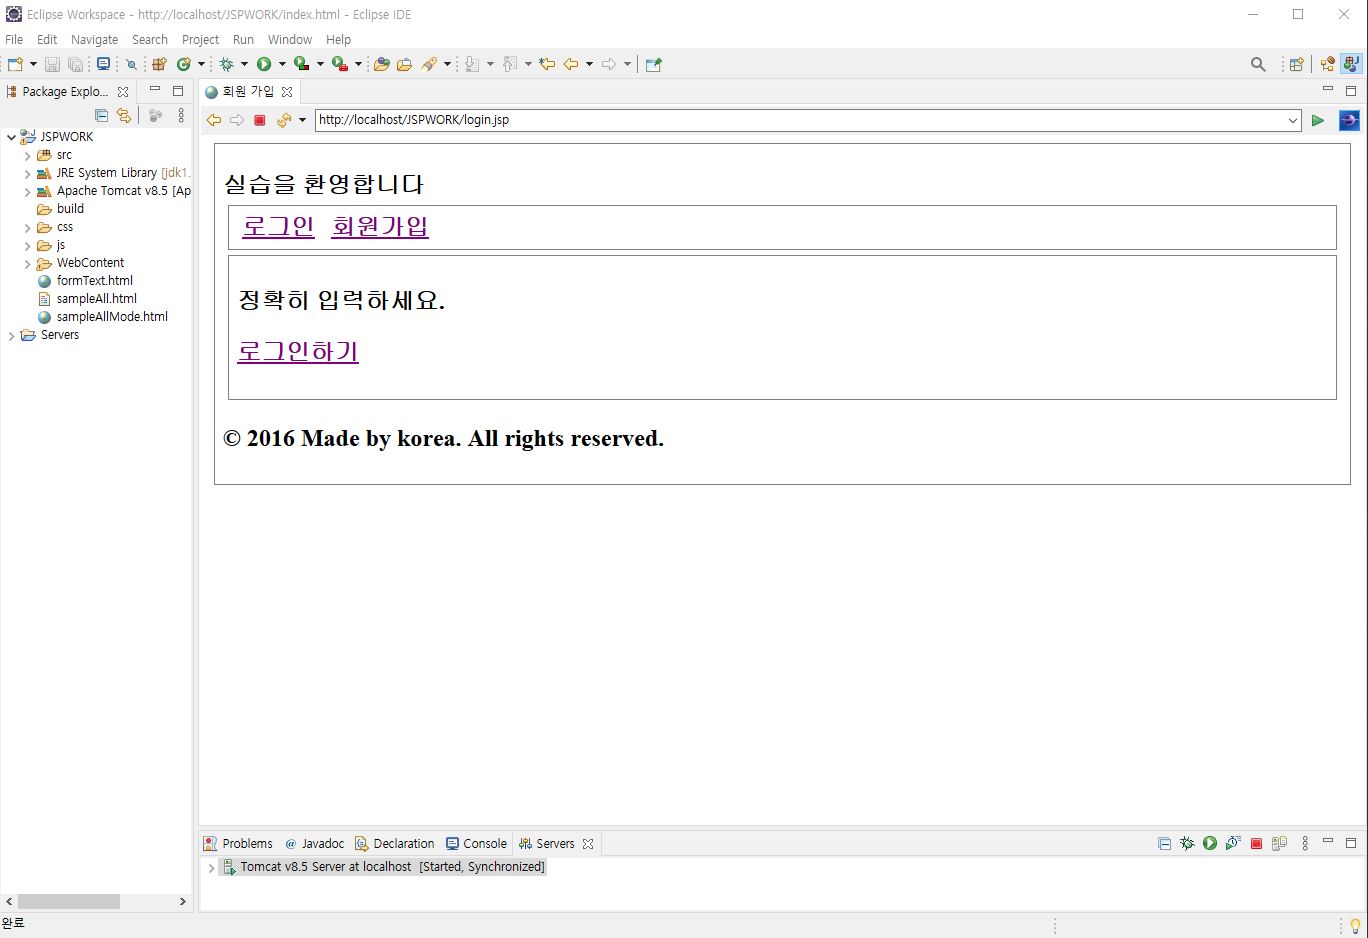 Eclipse Workspace - http://localhost/JSPWORK/index.html - Eclipse IDE
File Edit Navigate Search Project Run Window Help
Package Explo...
회원 가입
http://localhost/JSPWORK/login.jsp
JSPWORK
src
JRE System Library [jdk1.
Apache Tomcat v8.5 [Ap
build
css
js
WebContent
formText.html
sampleAll.html
sampleAllMode.html
Servers
실습을 환영합니다
로그인 회원가입
정확히 입력하세요.
로그인하기
© 2016 Made by korea. All rights reserved.
Problems @ Javadoc Declaration Console Servers
Tomcat v8.5 Server at localhost [Started, Synchronized]
완료